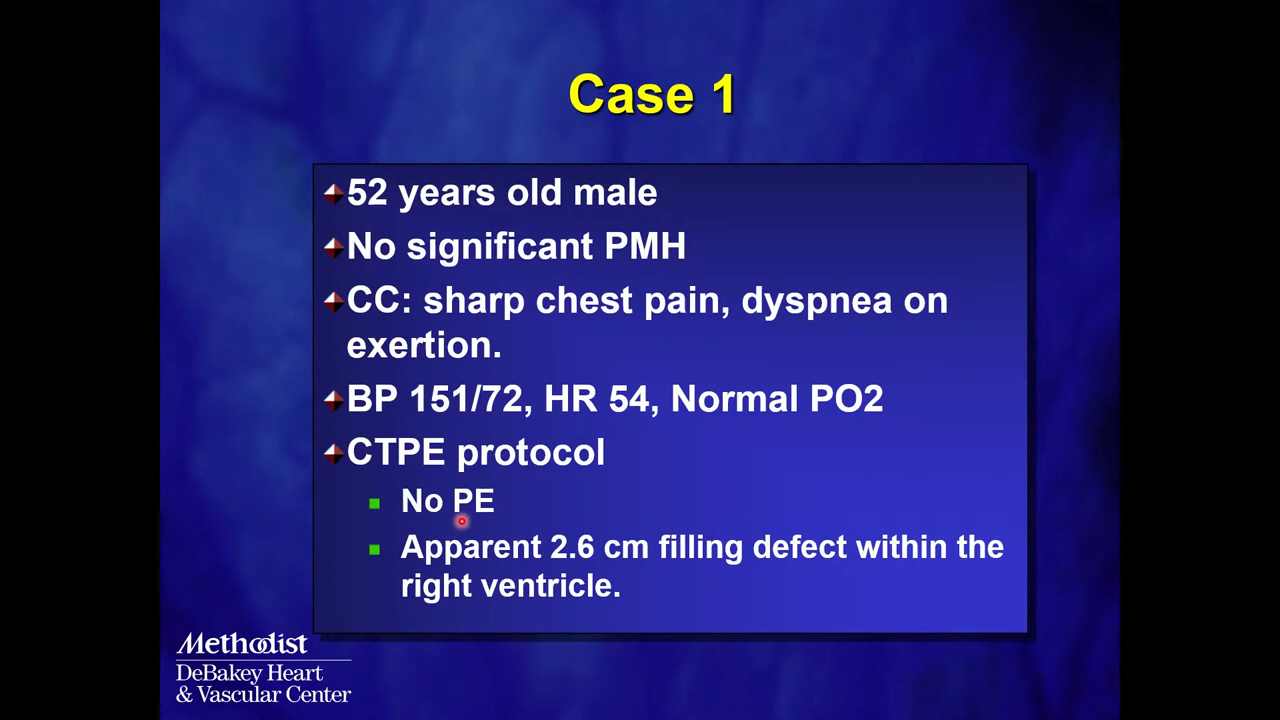 Case 1
52 years old male
No significant PMH
CC: sharp chest pain, dyspnea on
exertion.
BP 151/72, HR 54, Normal PO2
CTPE protocol
No PE
Apparent 2.6 cm filling defect within the
right ventricle.
Methodist
DeBakey Heart
& Vascular Center